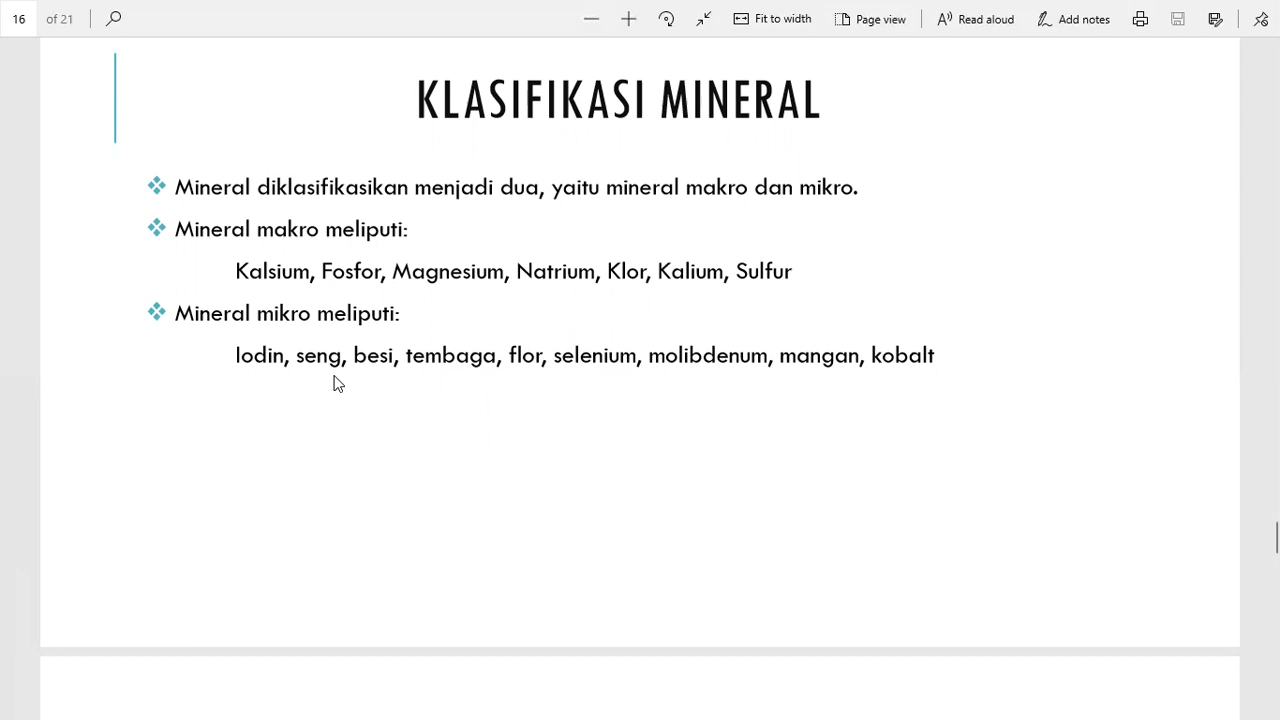 16 of 21 Fit to width Page view Read aloud Add notes
KLASIFIKASI MINERAL
Mineral diklasifikasikan menjadi dua, yaitu mineral makro dan mikro.
Mineral makro meliputi:
Kalsium, Fosfor, Magnesium, Natrium, Klor, Kalium, Sulfur
Mineral mikro meliputi:
Iodin, seng, besi, tembaga, flor, selenium, molibdenum, mangan, kobalt